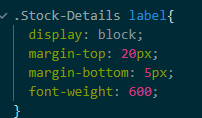 .Stock-Details label{
display: block;
margin-top: 20px;
margin-bottom: 5px;
font-weight: 600;
}